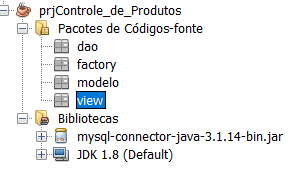 prjControle_de_Produtos
Pacotes de Códigos-fonte
dao
factory
modelo
view
Bibliotecas
mysql-connector-java-3.1.14-bin.jar
JDK 1.8 (Default)